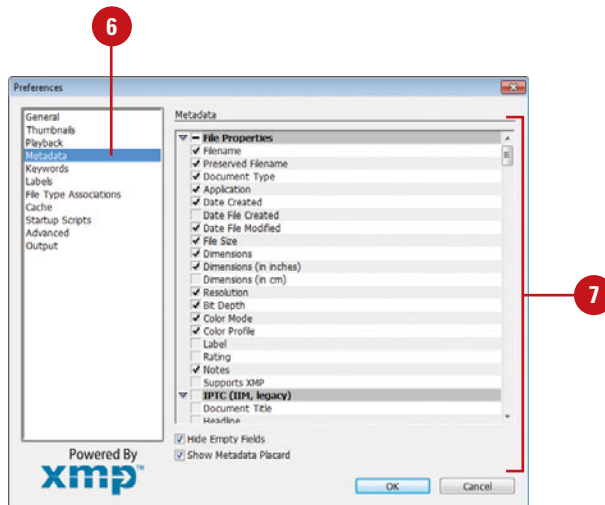 6
Preferences
General
Thumbnails
Playback
Metadata
Keywords
Labels
File Type Associations
Cache
Startup Scripts
Advanced
Output
Metadata
File Properties
Filename
Preserved Filename
Document Type
Application
Date Created
Date File Created
Date File Modified
File Size
Dimensions
Dimensions (in inches)
Dimensions (in cm)
Resolution
Bit Depth
Color Mode
Color Profile
Label
Rating
Notes
Supports XMP
IPTC (IIM, legacy)
Document Title
Headline
7
Hide Empty Fields
Show Metadata Placard
Powered By
xmp™
OK
Cancel